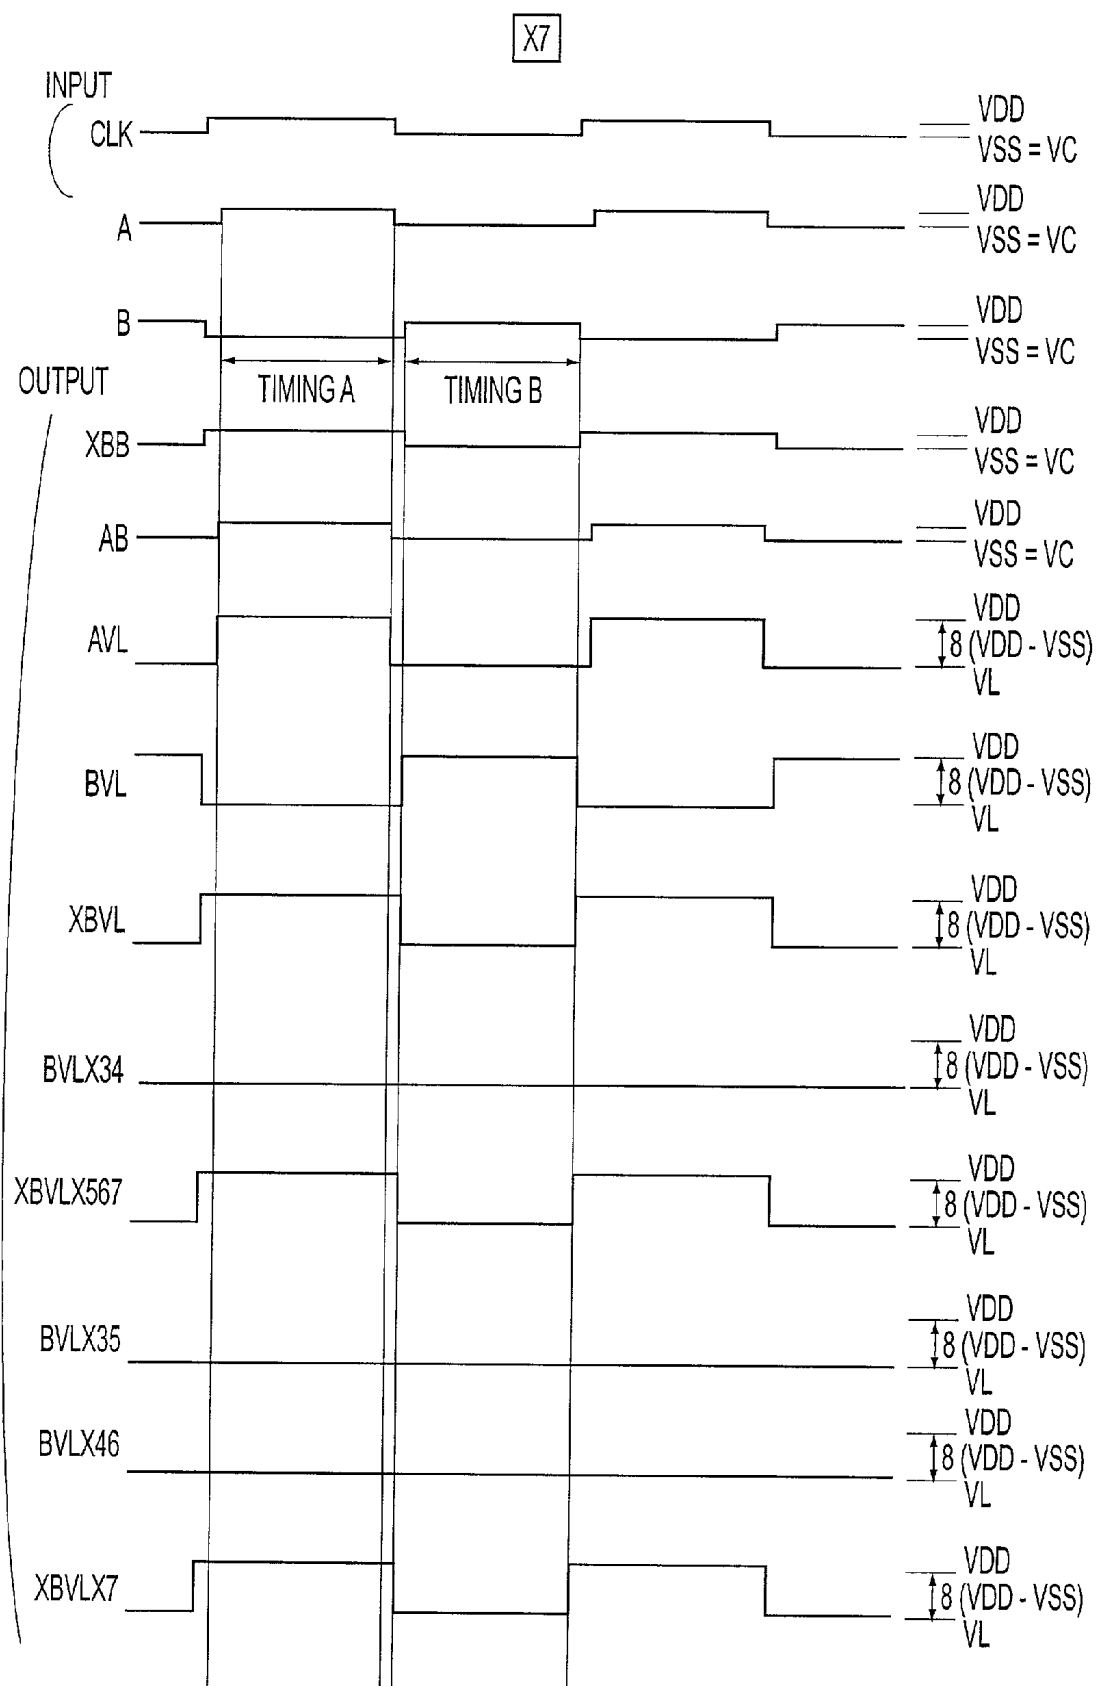 X7
INPUT
CLK
VDD
VSS = VC
A
VDD
VSS = VC
B
VDD
VSS = VC
TIMING A
TIMING B
OUTPUT
XBB
VDD
VSS = VC
AB
VDD
VSS = VC
AVL
VDD
8 (VDD - VSS)
VL
BVL
VDD
8 (VDD - VSS)
VL
XBVL
VDD
8 (VDD - VSS)
VL
BVLX34
VDD
8 (VDD - VSS)
VL
XBVLX567
VDD
8 (VDD - VSS)
VL
BVLX35
VDD
8 (VDD - VSS)
VL
BVLX46
VDD
8 (VDD - VSS)
VL
XBVLX7
VDD
8 (VDD - VSS)
VL